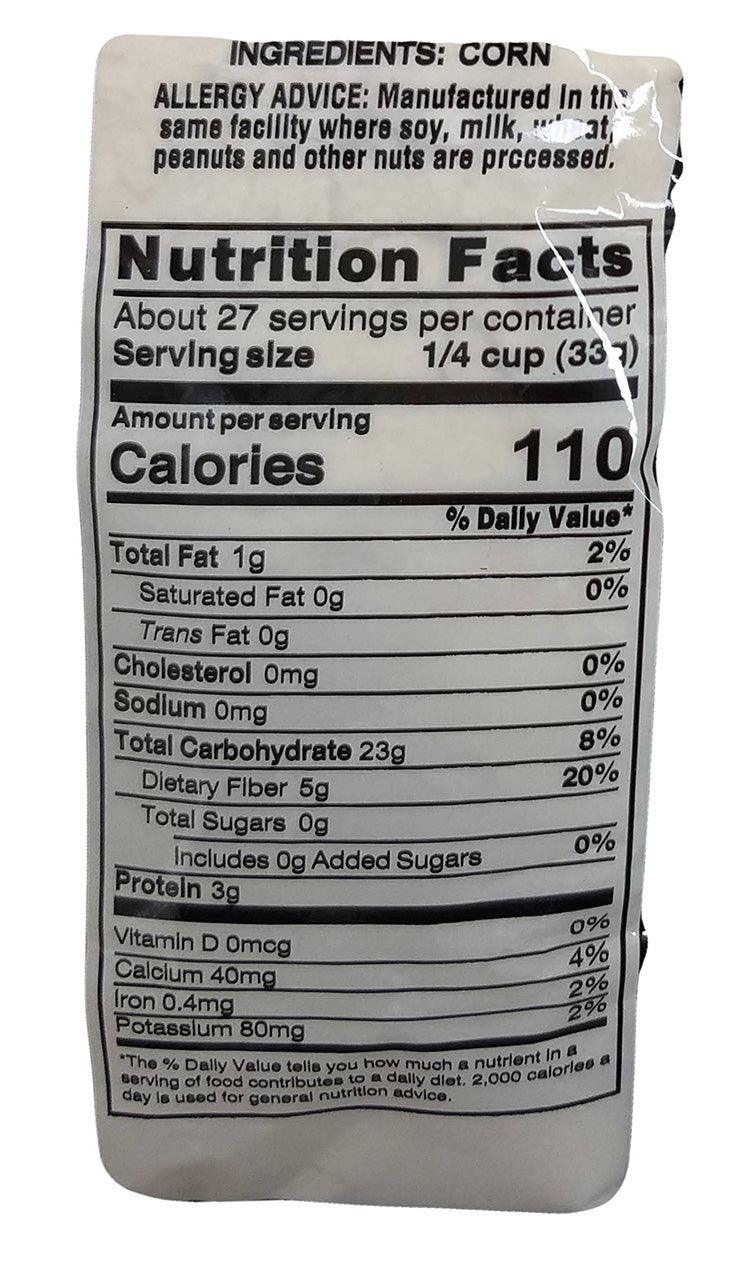 INGREDIENTS: CORN
ALLERGY ADVICE: Manufactured in the
same facility where soy, milk, wheat,
peanuts and other nuts are processed.
Nutrition Facts
About 27 servings per container
Serving size 1/4 cup (33g)
Amount per serving
Calories 110
% Daily Value*
Total Fat 1g 2%
Saturated Fat 0g 0%
Trans Fat 0g
Cholesterol 0mg 0%
Sodium 0mg 0%
Total Carbohydrate 23g 8%
Dietary Fiber 5g 20%
Total Sugars 0g
Includes 0g Added Sugars 0%
Protein 3g
Vitamin D 0mcg 0%
Calcium 40mg 4%
Iron 0.4mg 2%
Potassium 80mg 2%
*The % Daily Value tells you how much a nutrient in a
serving of food contributes to a daily diet. 2,000 calories a
day is used for general nutrition advice.